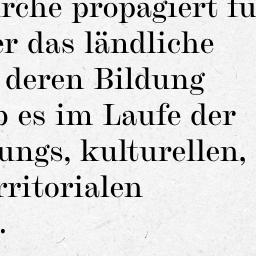 rche propagiert fu
er das ländliche
deren Bildung
o es im Laufe der
ungs, kulturellen,
rritorialen
.